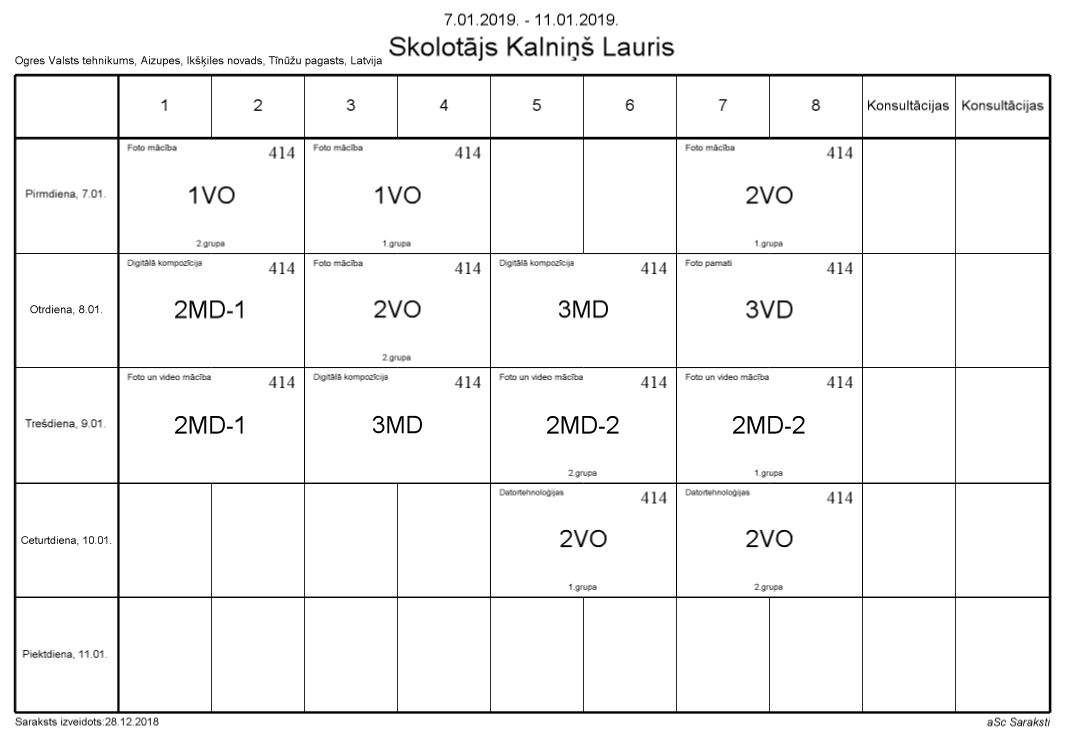 7.01.2019. - 11.01.2019.
Skolotājs Kalniņš Lauris
Ogres Valsts tehnikums, Aizupes, Ikšķiles novads, Tīnūžu pagasts, Latvija
1 2 3 4 5 6 7 8 Konsultācijas Konsultācijas
Pirmdiena, 7.01.
Foto mācība 414
1VO
2.grupa
Foto mācība 414
1VO
1.grupa
Foto mācība 414
2VO
1.grupa
Otrdiena, 8.01.
Digitālā kompozīcija 414
2MD-1
Foto mācība 414
2VO
2.grupa
Digitālā kompozīcija 414
3MD
Foto pamati 414
3VD
Trešdiena, 9.01.
Foto un video mācība 414
2MD-1
Digitālā kompozīcija 414
3MD
Foto un video mācība 414
2MD-2
2.grupa
Foto un video mācība 414
2MD-2
1.grupa
Ceturtdiena, 10.01.
Datortehnoloģijas 414
2VO
1.grupa
Datortehnoloģijas 414
2VO
2.grupa
Piektdiena, 11.01.
Saraksts izveidots:28.12.2018
aSc Saraksti